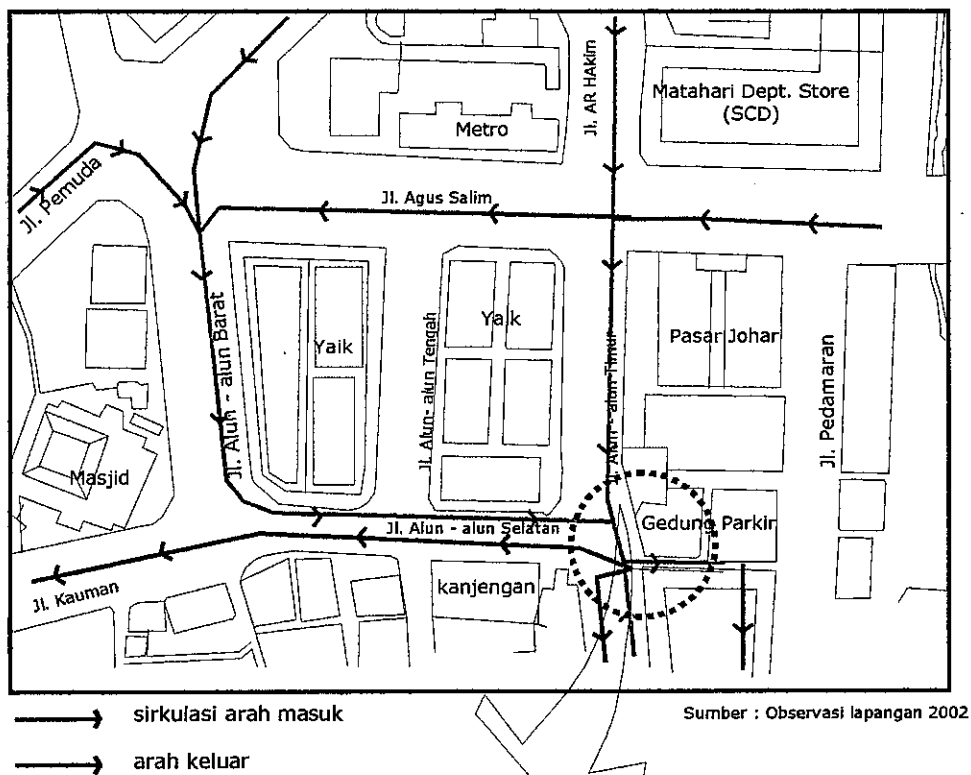 Jl. AR HAkim
Matahari Dept. Store
(SCD)
Metro
Jl. Pemuda
Jl. Agus Salim
Jl. Alun - alun Barat
Yaik
Jl. Alun- alun Tengah
Yaik
Jl. Alun - alun Timur
Pasar Johar
Jl. Pedamaran
Masjid
Jl. Alun - alun Selatan
Gedung Parkir
Jl. Kauman
kanjengan
sirkulasi arah masuk
Sumber : Observasi lapangan 2002
arah keluar